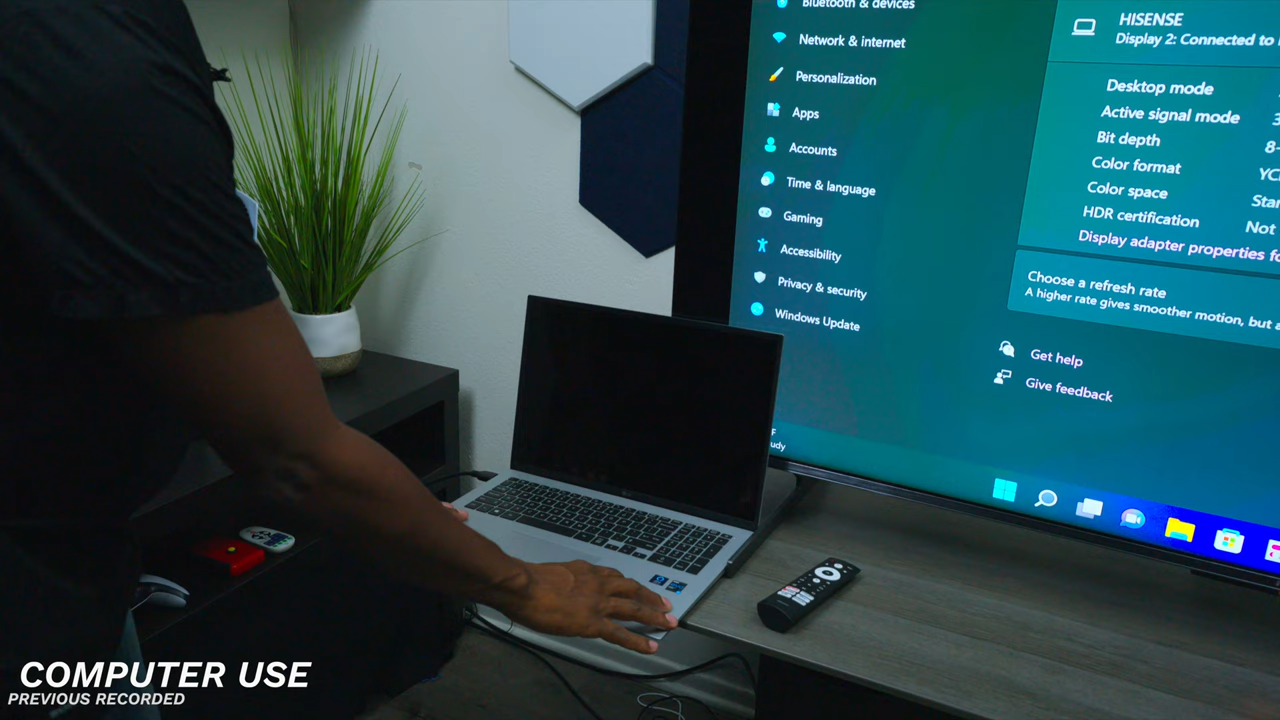 Bluetooth & devices
Network & internet
Personalization
Apps
Accounts
Time & language
Gaming
Accessibility
Privacy & security
Windows Update
HISENSE
Display 2: Connected to
Desktop mode
Active signal mode
Bit depth
8-
Color format
Color space
HDR certification
Not
Display adapter properties
Choose a refresh rate
A higher rate gives smoother motion, but
Get help
Give feedback
COMPUTER USE
PREVIOUS RECORDED